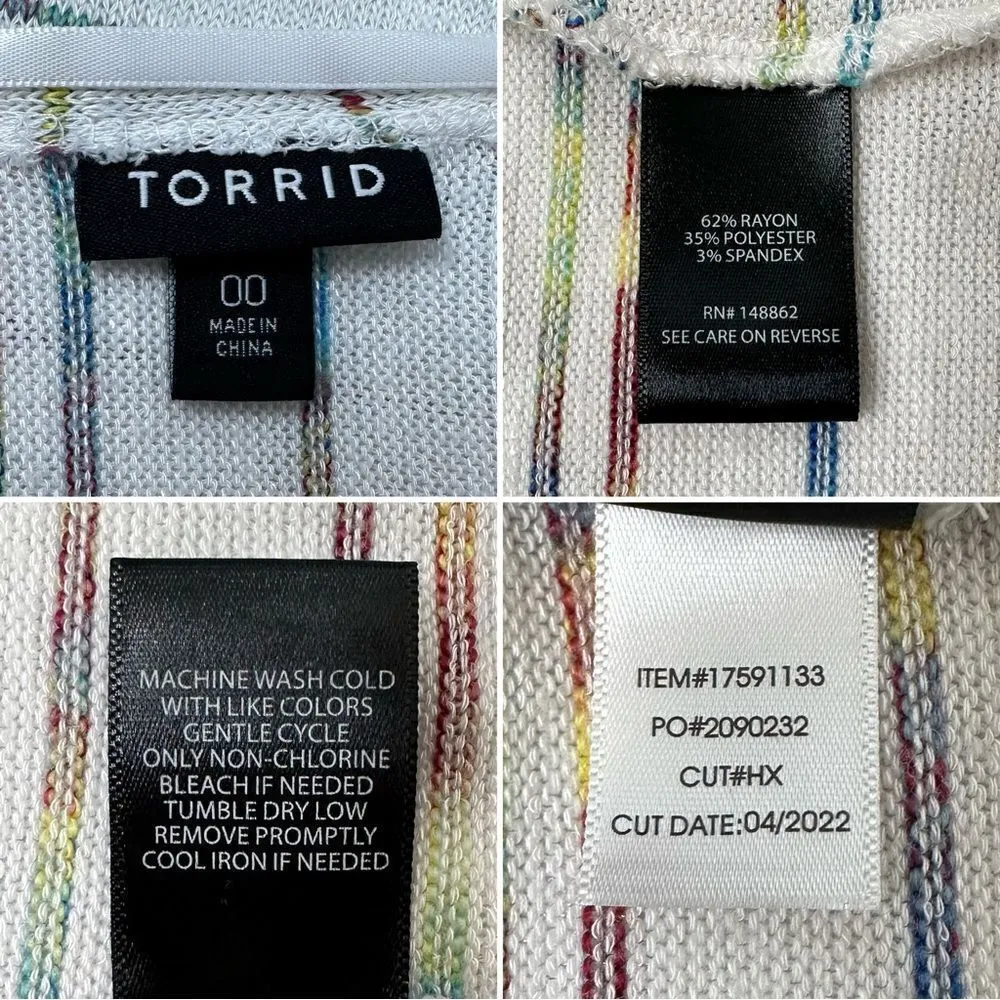 TORRID
00
MADE IN
CHINA
62% RAYON
35% POLYESTER
3% SPANDEX
RN# 148862
SEE CARE ON REVERSE
MACHINE WASH COLD
WITH LIKE COLORS
GENTLE CYCLE
ONLY NON-CHLORINE
BLEACH IF NEEDED
TUMBLE DRY LOW
REMOVE PROMPTLY
COOL IRON IF NEEDED
ITEM#17591133
PO#2090232
CUT#HX
CUT DATE:04/2022